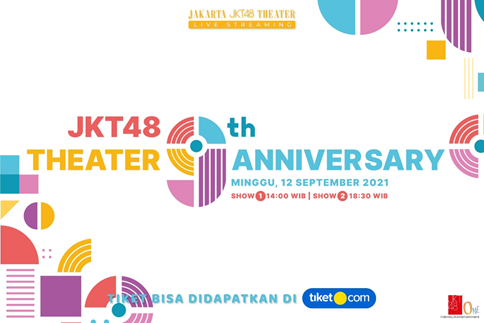 JAKARTA JKT48 THEATER
LIVE STREAMING
JKT48 9th
THEATER ANNIVERSARY
MINGGU, 12 SEPTEMBER 2021
SHOW 1 14:00 WIB | SHOW 2 18:30 WIB
TIKET BISA DIDAPATKAN DI tiket.com